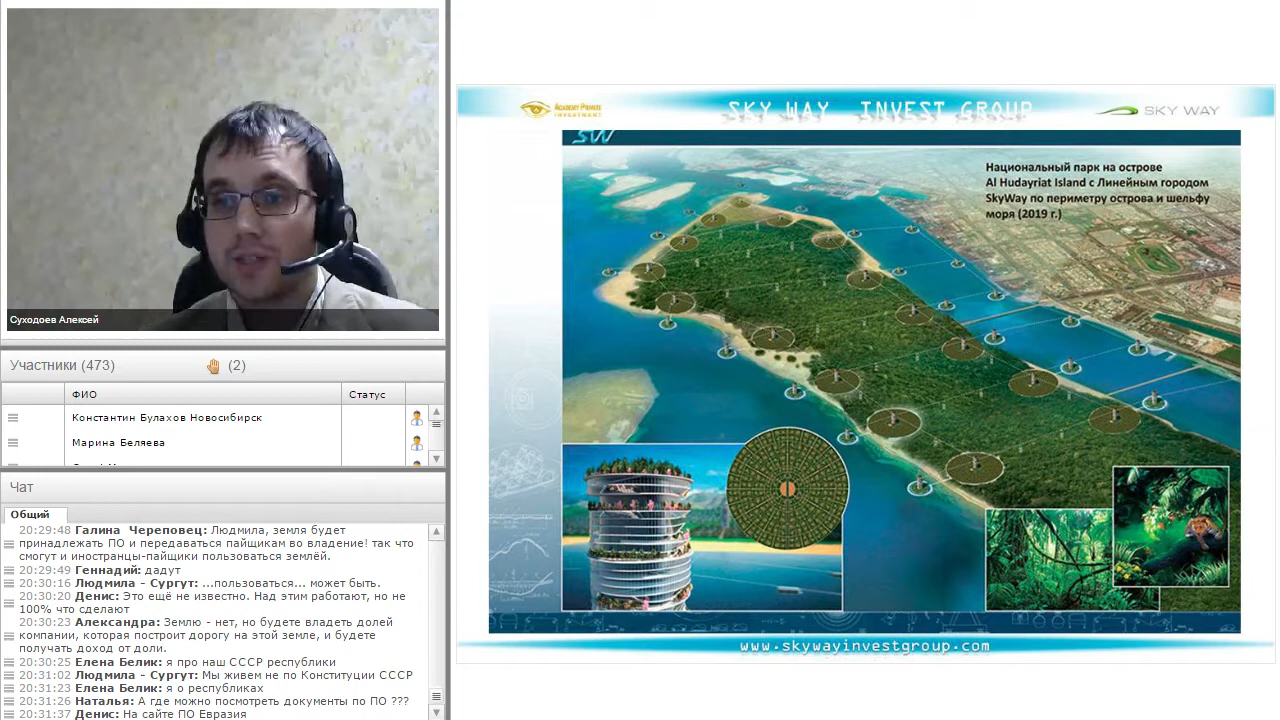 Суходоев Алексей
Участники (473)
(2)
ФИО
Статус
Константин Булахов Новосибирск
Марина Беляева
Чат
Общий
20:29:48 Галина Череповец: Людмила, земля будет
принадлежать ПО и передаваться пайщикам во владение! так что
смогут и иностранцы-пайщики пользоваться землёй.
20:29:49 Геннадий: дадут
20:30:16 Людмила - Сургут: ...пользоваться... может быть.
20:30:20 Денис: Это ещё не известно. Над этим работают, но не
100% что сделают
20:30:23 Александра: Землю - нет, но будете владеть долей
компании, которая построит дорогу на этой земле, и будете
получать доход от доли.
20:30:25 Елена Белик: я про наш СССР республики
20:31:02 Людмила - Сургут: Мы живем не по Конституции СССР
20:31:23 Елена Белик: я о республиках
20:31:26 Наталья: А где можно посмотреть документы по ПО ???
20:31:37 Денис: На сайте ПО Евразия
ACADEMY PRIVATE
INVESTMENT
SKY WAY INVEST GROUP
SKY WAY
SW
Национальный парк на острове
Al Hudayriat Island с Линейным городом
SkyWay по периметру острова и шельфу
моря (2019 г.)
www.skywayinvestgroup.com